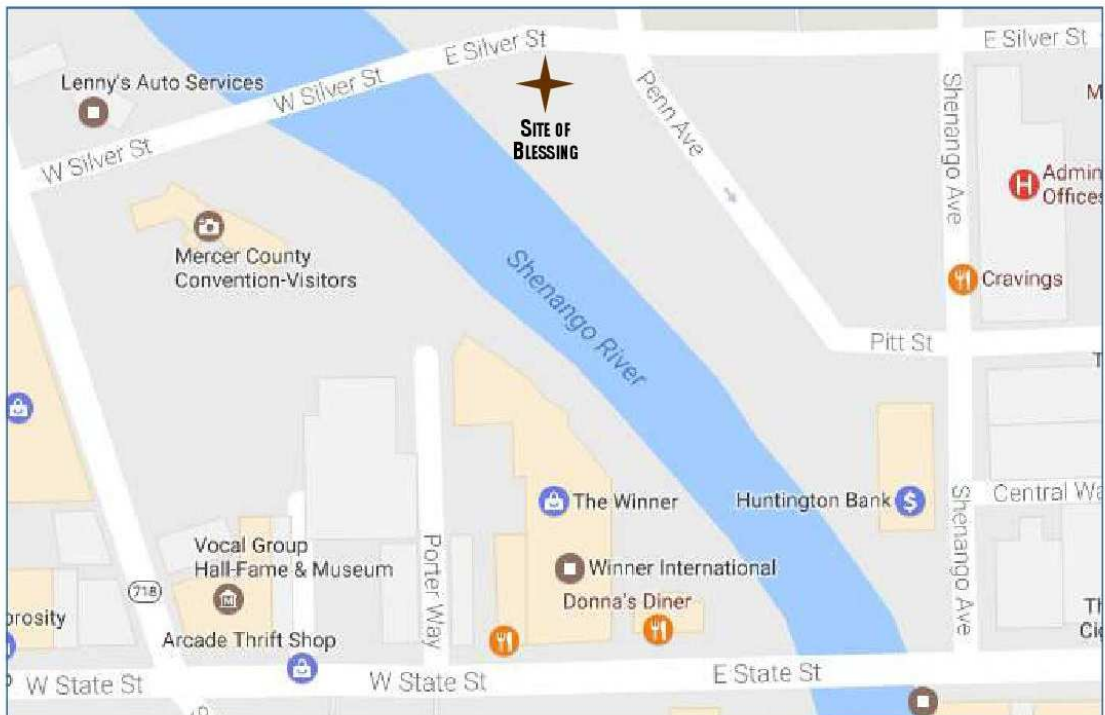 E Silver St
E Silver St
Lenny's Auto Services
W Silver St
Penn Ave
Shenango Ave
M
SITE OF
BLESSING
W Silver St
H
Admin
Offices
Mercer County
Convention-Visitors
Shenango River
Cravings
Pitt St
T
The Winner
Huntington Bank
$
Shenango Ave
Central Wa
Vocal Group
Hall-Fame & Museum
Porter Way
Winner International
718
M
Donna's Diner
prosity
Th
Cic
Arcade Thrift Shop
W State St
W State St
E State St